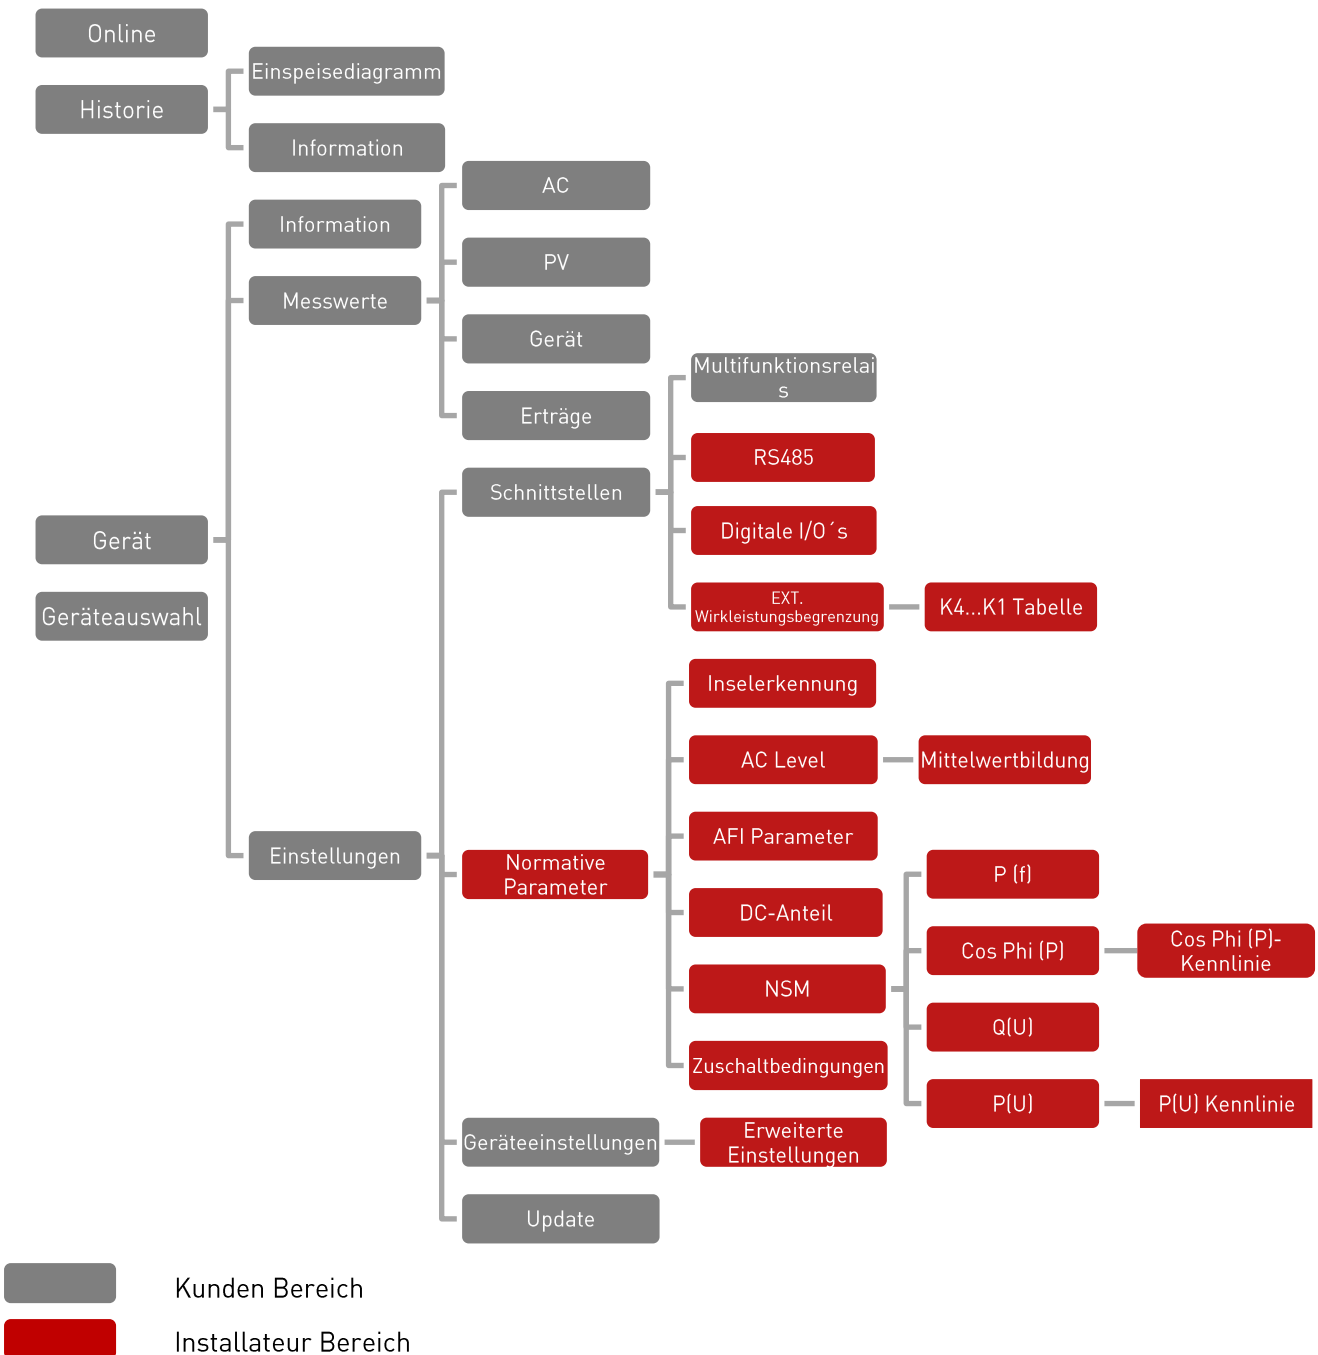 Online
Historie
Einspeisediagramm
Information
Gerät
Information
Messwerte
AC
PV
Gerät
Erträge
Einstellungen
Schnittstellen
Multifunktionsrelai
s
RS485
Digitale I/O´s
EXT.
Wirkleistungsbegrenzung
K4...K1 Tabelle
Normative
Parameter
Inselerkennung
AC Level
Mittelwertbildung
AFI Parameter
DC-Anteil
NSM
P (f)
Cos Phi (P)
Cos Phi (P)-
Kennlinie
Q(U)
P(U)
P(U) Kennlinie
Zuschaltbedingungen
Geräteeinstellungen
Erweiterte
Einstellungen
Update
Geräteauswahl
Kunden Bereich
Installateur Bereich